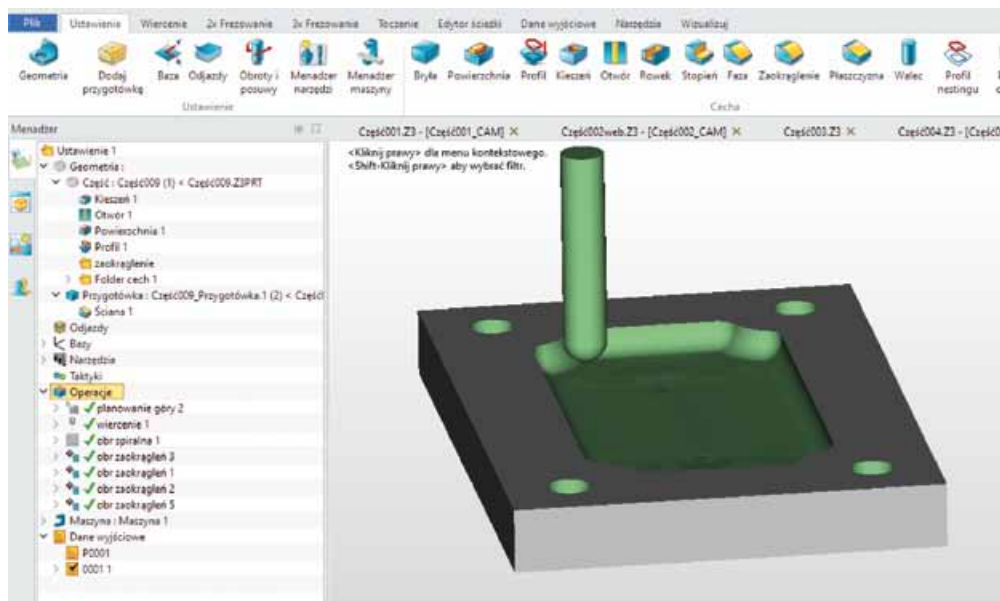 Plik Ustawienie Wiercenie 2x Frezowanie 3x Frezowanie Toczenie Edytor ścieżki Dane wyjściowe Narzędzia Wizualizuj
Geometria Dodaj przygotówkę Baza Odjazdy Obroty i posuwy Menadżer narzędzi Menadżer maszyny Bryła Powierzchnia Profil Kieszeń Otwór Rowek Stopień Faza Zaokrąglenie Płaszczyzna Walec Profil nestingu
Ustawienie Cecha
Menadżer
Część001.Z3 - [Część001_CAM] Część002web.Z3 - [Część002_CAM] Część003.Z3 Część004.Z3 - [Część0
<Kliknij prawy> dla menu kontekstowego.
<Shift-Kliknij prawy> aby wybrać filtr.
Ustawienie 1
Geometria :
Część : Część009 (1) < Część009.Z3PRT
Kieszeń 1
Otwór 1
Powierzchnia 1
Profil 1
zaokrąglenie
Folder cech 1
Przygotówka : Część009_Przygotówka.1 (2) < Część
Ściana 1
Odjazdy
Bazy
Narzędzia
Taktyki
Operacje
planowanie góry 2
wiercenie 1
obr spiralna 1
obr zaokrągleń 3
obr zaokrągleń 1
obr zaokrągleń 2
obr zaokrągleń 5
Maszyna : Maszyna 1
Dane wyjściowe
P0001
0001 1